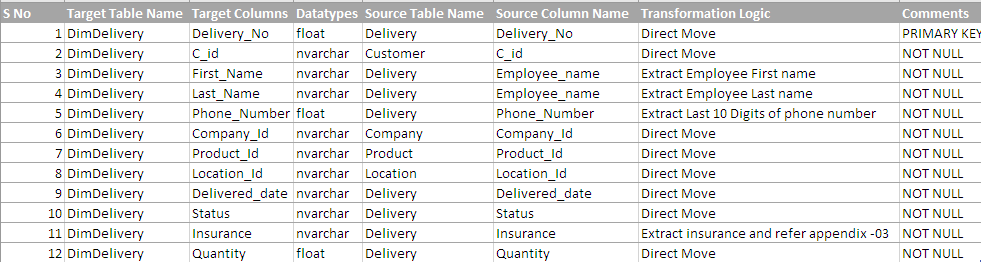 S No Target Table Name Target Columns Datatypes Source Table Name Source Column Name Transformation Logic Comments
1 DimDelivery Delivery_No float Delivery Delivery_No Direct Move PRIMARY KEY
2 DimDelivery C_id nvarchar Customer C_id Direct Move NOT NULL
3 DimDelivery First_Name nvarchar Delivery Employee_name Extract Employee First name NOT NULL
4 DimDelivery Last_Name nvarchar Delivery Employee_name Extract Employee Last name NOT NULL
5 DimDelivery Phone_Number float Delivery Phone_Number Extract Last 10 Digits of phone number NOT NULL
6 DimDelivery Company_Id nvarchar Company Company_Id Direct Move NOT NULL
7 DimDelivery Product_Id nvarchar Product Product_Id Direct Move NOT NULL
8 DimDelivery Location_Id nvarchar Location Location_Id Direct Move NOT NULL
9 DimDelivery Delivered_date nvarchar Delivery Delivered_date Direct Move NOT NULL
10 DimDelivery Status nvarchar Delivery Status Direct Move NOT NULL
11 DimDelivery Insurance nvarchar Delivery Insurance Extract insurance and refer appendix -03 NOT NULL
12 DimDelivery Quantity float Delivery Quantity Direct Move NOT NULL